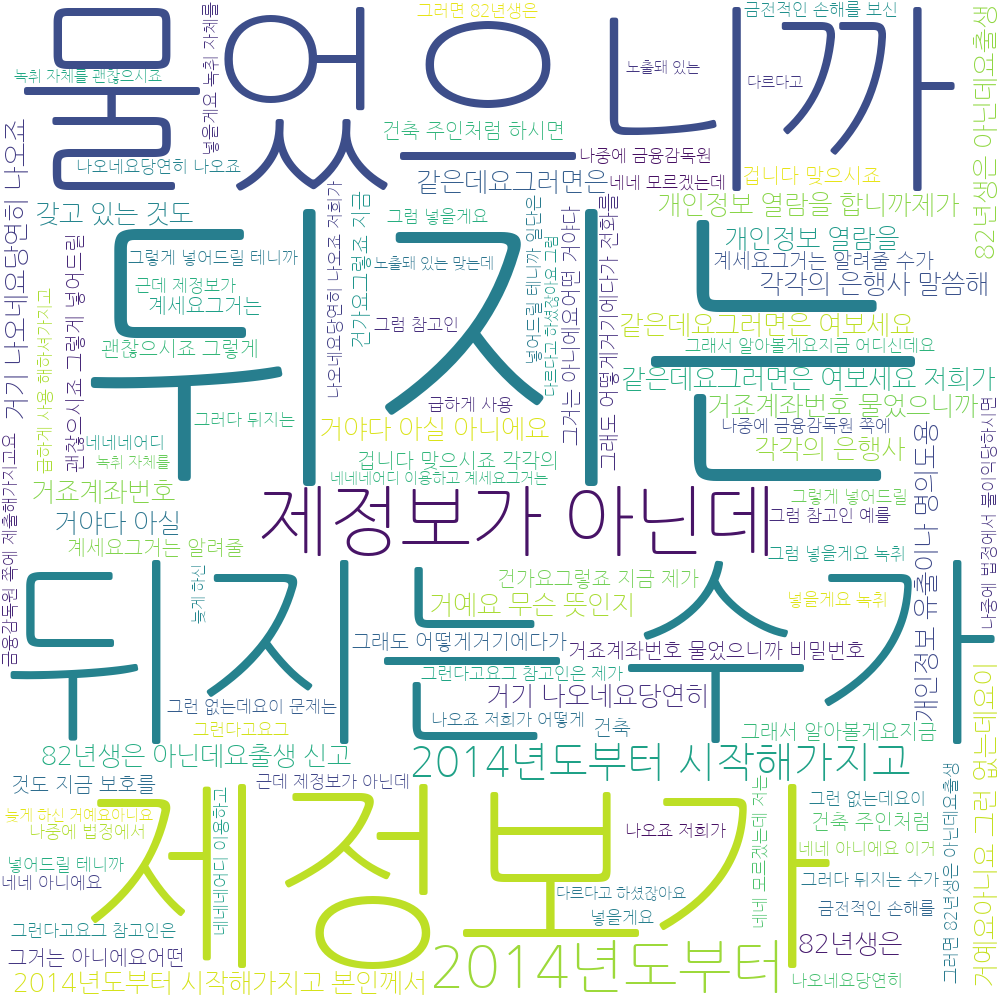 그러면 82년생은
금전적인 손해를 보신
물었으니까
녹취 자체를 괜찮으시죠
넣을게요 녹취 자체를
노출돼 있는
다르다고
82년생은 아닌데요출생
건축 주인처럼 하시면
나오네요당연히 나오죠
나중에 금융감독원
같은데요그러면은
네네 모르겠는데
겁니다 맞으시죠
갖고 있는 것도
그럼 넣을게요
개인정보 열람을 합니까제가
거기 나오네요당연히 나오죠
괜찮으시죠 그렇게 넣어드릴
뒤지는
그렇게 넣어드릴 테니까
근데 제정보가
계세요그거는
괜찮으시죠 그렇게
나오네요당연히 나오죠 저희가
건가요그렇죠 지금
노출돼 있는 맞는데
그럼 참고인
넣어드릴 테니까 일단은
다르다고 하셨잖아요 그럼
그거는 아니에요어떤 거야다
그래도 어떻게거기에다가 전화를
개인정보 열람을
계세요그거는 알려줄 수가
각각의 은행사 말씀해
같은데요그러면은 여보세요
그래서 알아볼게요지금 어디신데요
같은데요그러면은 여보세요 저희가
급하게 사용 해하셔가지고
급하게 사용
거죠계좌번호 물었으니까
그러다 뒤지는
거야다 아실 아니에요
나중에 금융감독원 쪽에
네네네어디
각각의 은행사
녹취 자체를
겁니다 맞으시죠 각각의
네네네어디 이용하고 계세요그거는
거죠계좌번호
제정보가 아닌데
그렇게 넣어드릴
그럼 참고인 예를
거야다 아실
계세요그거는 알려줄
그럼 넣을게요 녹취
금융감독원 쪽에 제출해가지고요
개인정보 유출이나 명의도용
나중에 법정에서 불이익당하시면
뒤지는 수가
늦게 하신
건가요그렇죠 지금 제가
넣을게요 녹취
거예요 무슨 뜻인지
그래도 어떻게거기에다가
거죠계좌번호 물었으니까 비밀번호
그런다고요그 참고인은 제가
거기 나오네요당연히
그런 없는데요이 문제는
나오죠 저희가 어떻게
건축
그런다고요그
그래서 알아볼게요지금
82년생은 아닌데요출생 신고
2014년도부터 시작해가지고
거예요아니요 그런 없는데요이
것도 지금 보호를
근데 제정보가 아닌데
제정보가
네네네어디 이용하고
네네 모르겠는데 저는
그러면 82년생은 아닌데요출생
늦게 하신 거예요아니요
나중에 법정에서
나오죠 저희가
그런 없는데요이
건축 주인처럼
네네 아니에요 이거
넣어드릴 테니까
네네 아니에요
그러다 뒤지는 수가
다르다고 하셨잖아요
금전적인 손해를
넣을게요
그런다고요그 참고인은
그거는 아니에요어떤
82년생은
2014년도부터
2014년도부터 시작해가지고 본인께서
나오네요당연히